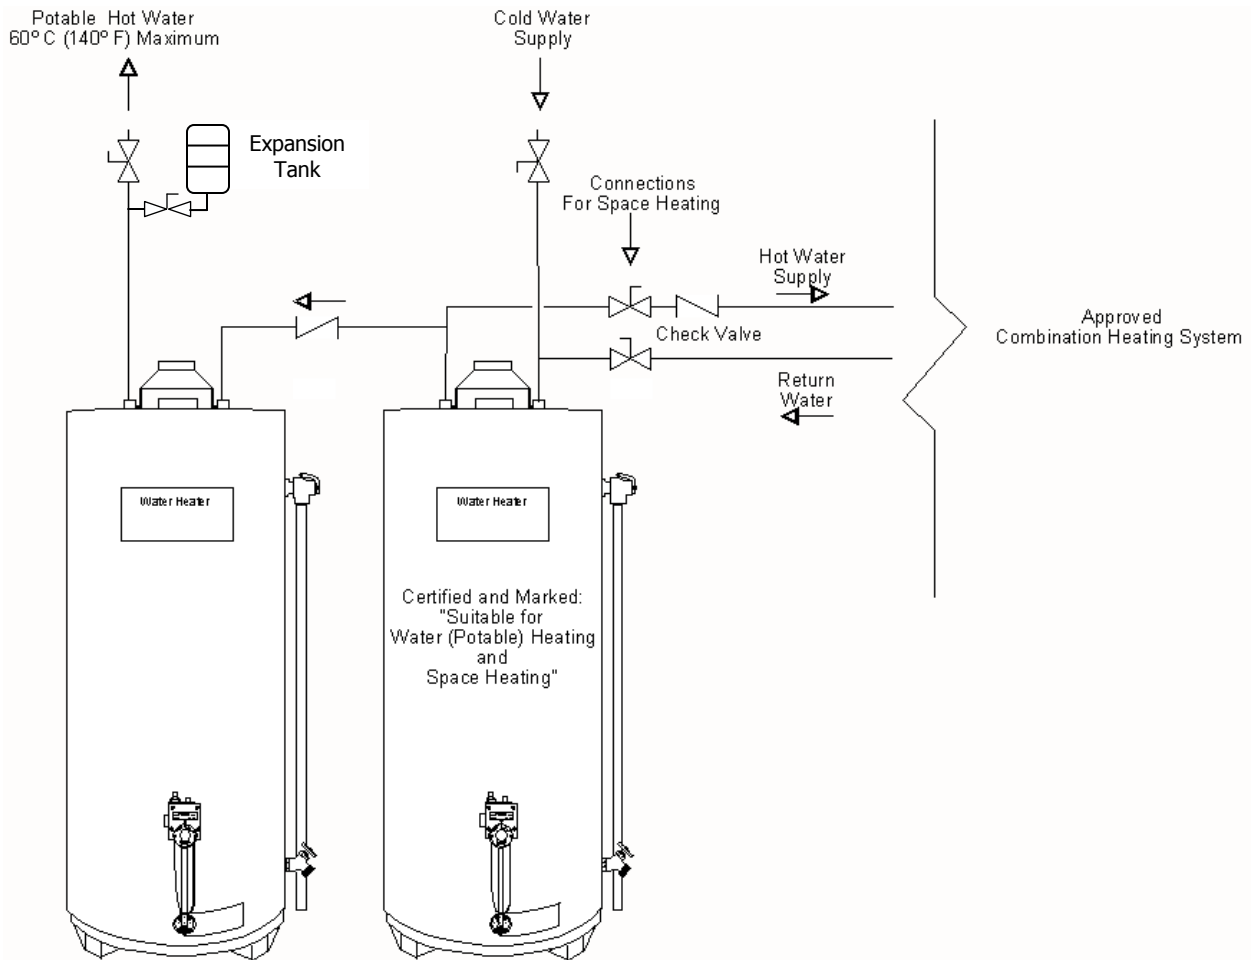 Potable Hot Water
60º C (140º F) Maximum
Cold Water
Supply
Expansion
Tank
Connections
For Space Heating
Hot Water
Supply
Check Valve
Approved
Combination Heating System
Return
Water
Water Heater
Water Heater
Certified and Marked:
"Suitable for
Water (Potable) Heating
and
Space Heating"